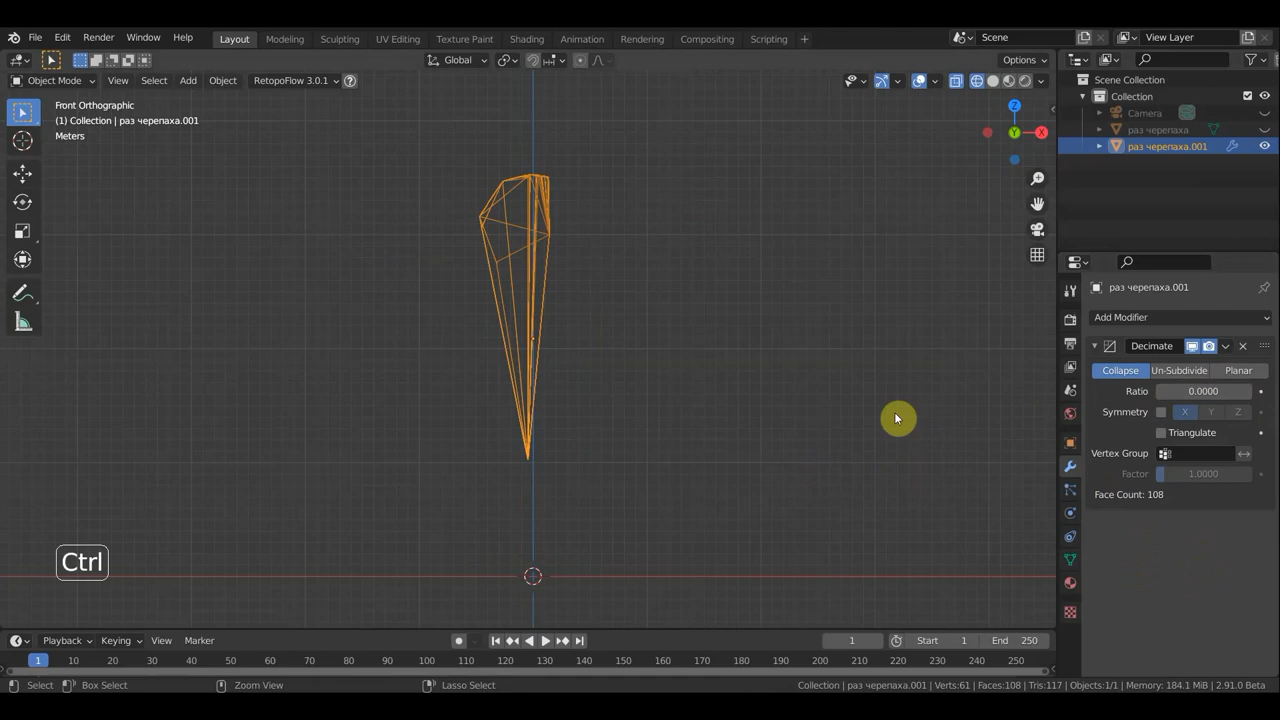 File Edit Render Window Help Layout Modeling Sculpting UV Editing Texture Paint Shading Animation Rendering Compositing Scripting + Scene View Layer
Global Options
Object Mode View Select Add Object RetopoFlow 3.0.1 ?
Scene Collection
Collection
Camera
раз черепаха
раз черепаха.001
Front Orthographic
(1) Collection | раз черепаха.001
Meters
Z
Y
X
раз черепаха.001
Add Modifier
Decimate
Collapse Un-Subdivide Planar
Ratio 0.0000
Symmetry X Y Z
Triangulate
Vertex Group
Factor 1.0000
Face Count: 108
Ctrl
Playback Keying View Marker 1 Start 1 End 250
1 10 20 30 40 50 60 70 80 90 100 110 120 130 140 150 160 170 180 190 200 210 220 230 240 250
Select Box Select Zoom View Lasso Select Collection | раз черепаха.001 | Verts:61 | Faces:108 | Tris:117 | Objects:1/1 | Memory: 184.1 MiB | 2.91.0 Beta